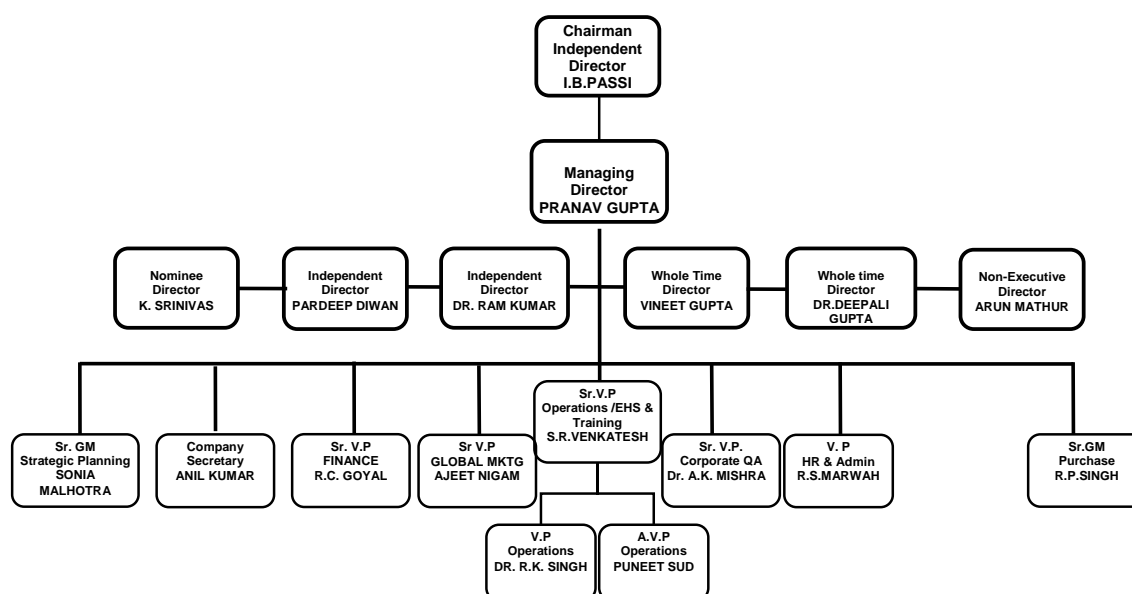 Chairman
Independent
Director
I.B.PASSI
Managing
Director
PRANAV GUPTA
Nominee
Director
K. SRINIVAS
Independent
Director
PARDEEP DIWAN
Independent
Director
DR. RAM KUMAR
Whole Time
Director
VINEET GUPTA
Whole time
Director
DR.DEEPALI
GUPTA
Non-Executive
Director
ARUN MATHUR
Sr. GM
Strategic Planning
SONIA
MALHOTRA
Company
Secretary
ANIL KUMAR
Sr. V.P
FINANCE
R.C. GOYAL
Sr V.P
GLOBAL MKTG
AJEET NIGAM
Sr.V.P
Operations /EHS &
Training
S.R.VENKATESH
Sr. V.P.
Corporate QA
Dr. A.K. MISHRA
V. P
HR & Admin
R.S.MARWAH
Sr.GM
Purchase
R.P.SINGH
V.P
Operations
DR. R.K. SINGH
A.V.P
Operations
PUNEET SUD